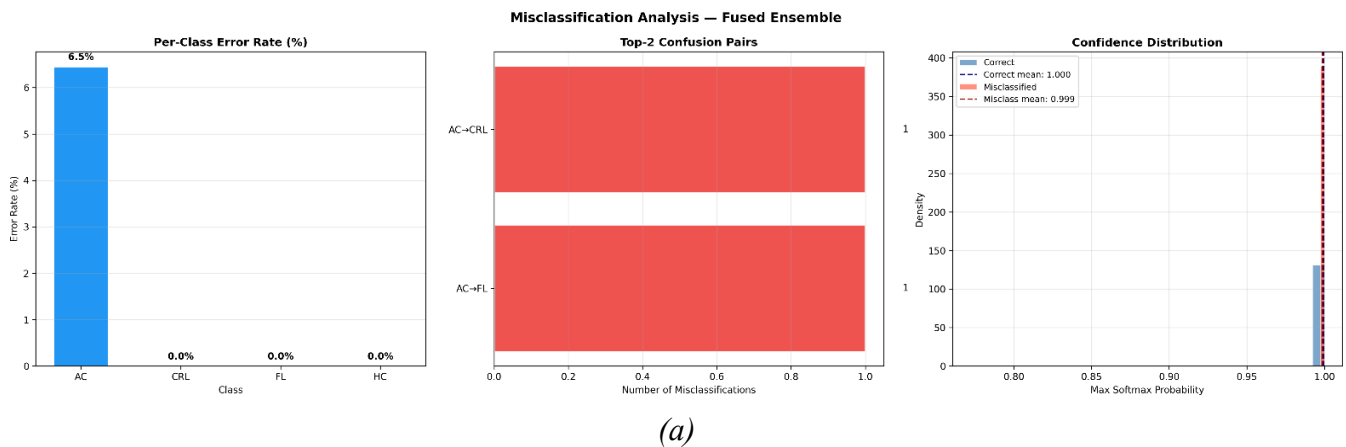 Misclassification Analysis — Fused Ensemble
Per-Class Error Rate (%)
6.5%
6
5
4
3
2
1
0
Error Rate (%)
0.0%
0.0%
0.0%
AC
CRL
FL
HC
Class
Top-2 Confusion Pairs
AC→CRL
1
AC→FL
1
0.0
0.2
0.4
0.6
0.8
1.0
Number of Misclassifications
Confidence Distribution
Correct
Correct mean: 1.000
Misclassified
Misclass mean: 0.999
400
350
300
250
200
150
100
50
0
Density
0.80
0.85
0.90
0.95
1.00
Max Softmax Probability
(a)